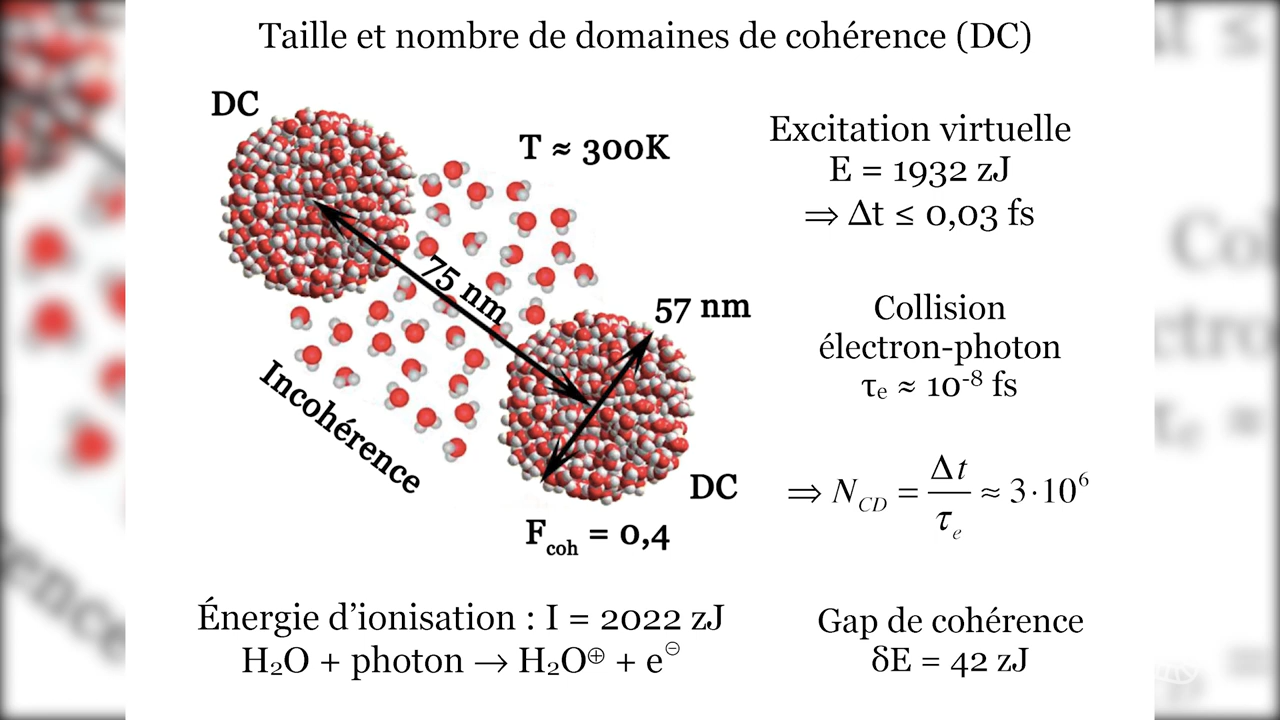 Taille et nombre de domaines de cohérence (DC)
DC
T ≈ 300K
75 nm
57 nm
Incohérence
DC
F_coh = 0,4
Excitation virtuelle
E = 1932 zJ
⇒ Δt ≤ 0,03 fs
Collision
électron-photon
τₑ ≈ 10⁻⁸ fs
⇒ N_CD = Δt / τₑ ≈ 3·10⁶
Énergie d’ionisation : I = 2022 zJ
H₂O + photon → H₂O⊕ + e⊖
Gap de cohérence
δE = 42 zJ